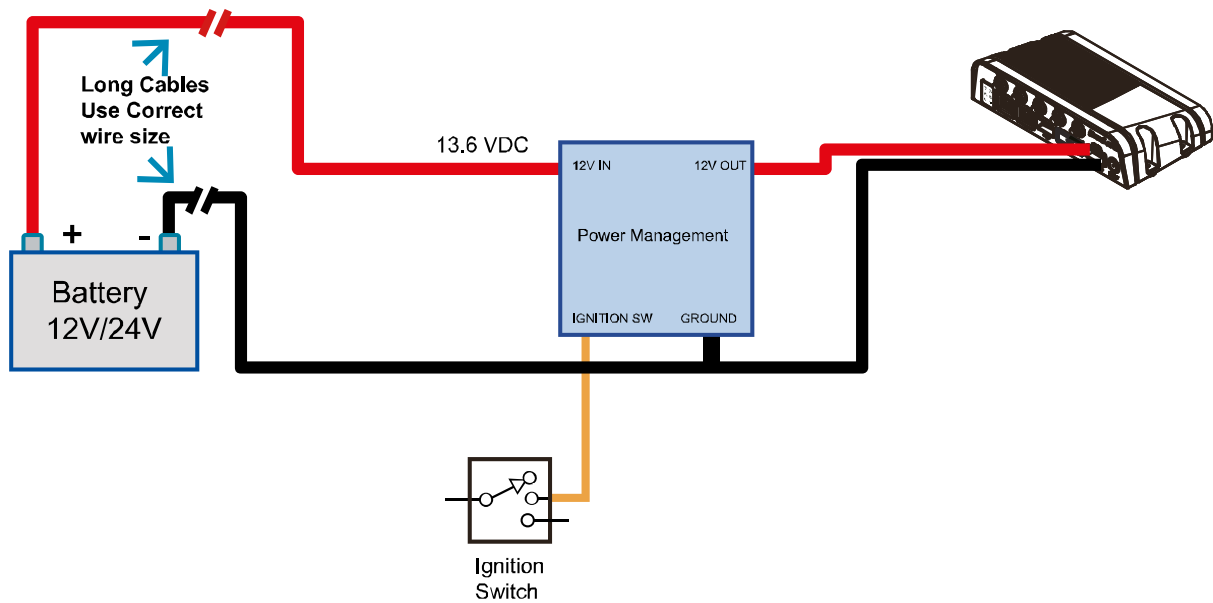 Long Cables
Use Correct
wire size
13.6 VDC
12V IN
12V OUT
Power Management
+
-
Battery
12V/24V
IGNITION SW
GROUND
Ignition
Switch